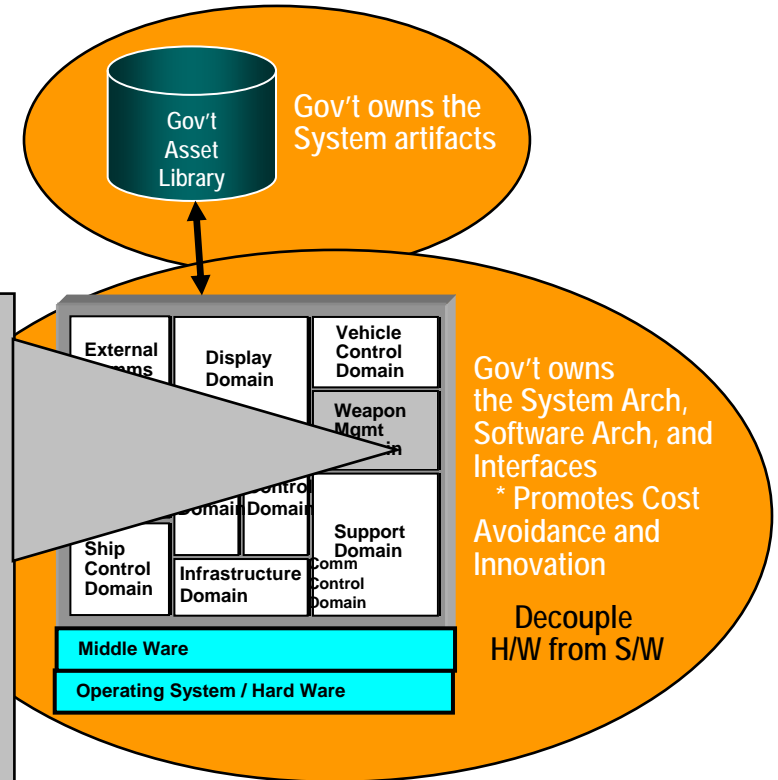 Gov't
Asset
Library
Gov't owns the
System artifacts
External
Display
Domain
Vehicle
Control
Domain
Weapon
Mgmt
Domain
Domain
Ship
Control
Domain
Infrastructure
Domain
Support
Domain
Comm
Control
Domain
Middle Ware
Operating System / Hard Ware
Gov't owns
the System Arch,
Software Arch, and
Interfaces
* Promotes Cost
Avoidance and
Innovation
Decouple
H/W from S/W